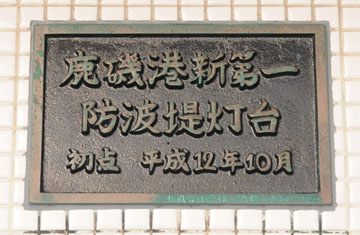 鹿磯港新第一
防波堤灯台
初点 平成12年10月